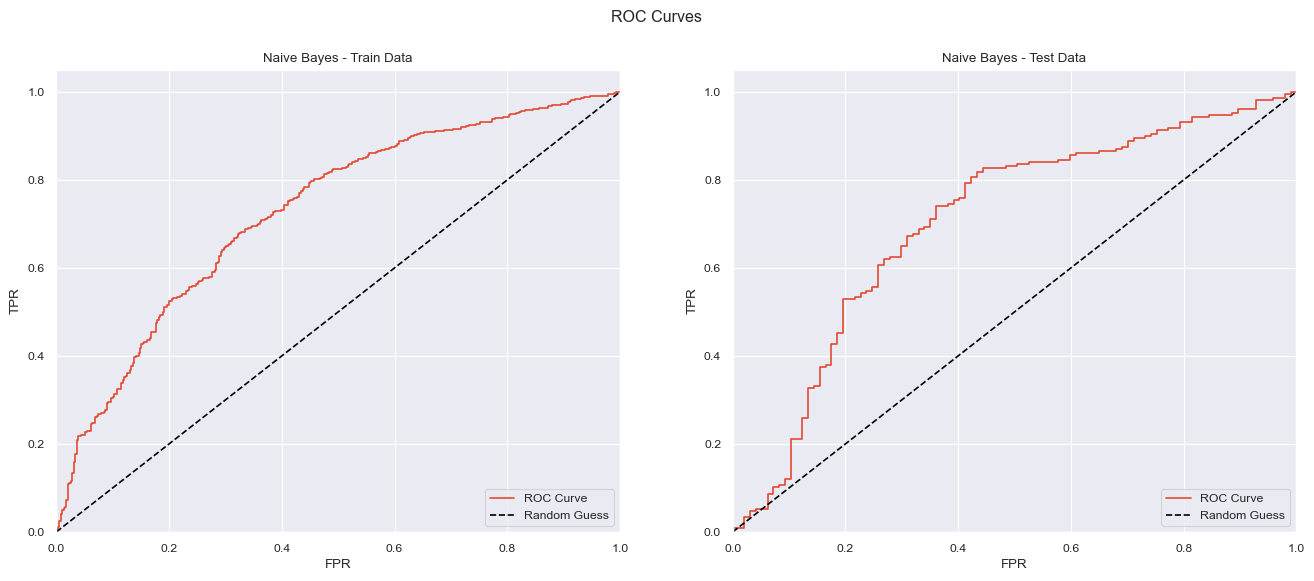 ROC Curves
Naive Bayes - Train Data
1.0
0.8
0.6
0.4
0.2
0.0
TPR
0.0 0.2 0.4 0.6 0.8 1.0
FPR
ROC Curve
Random Guess
Naive Bayes - Test Data
1.0
0.8
0.6
0.4
0.2
0.0
TPR
0.0 0.2 0.4 0.6 0.8 1.0
FPR
ROC Curve
Random Guess